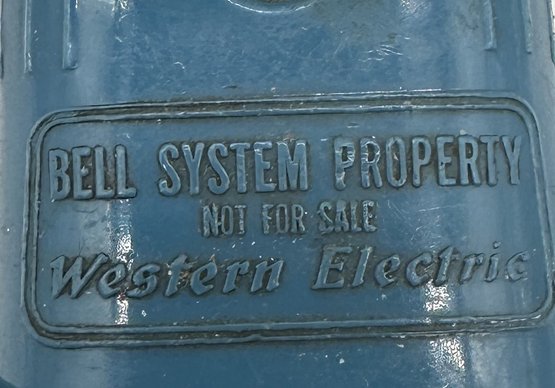 BELL SYSTEM PROPERTY
NOT FOR SALE
Western Electric